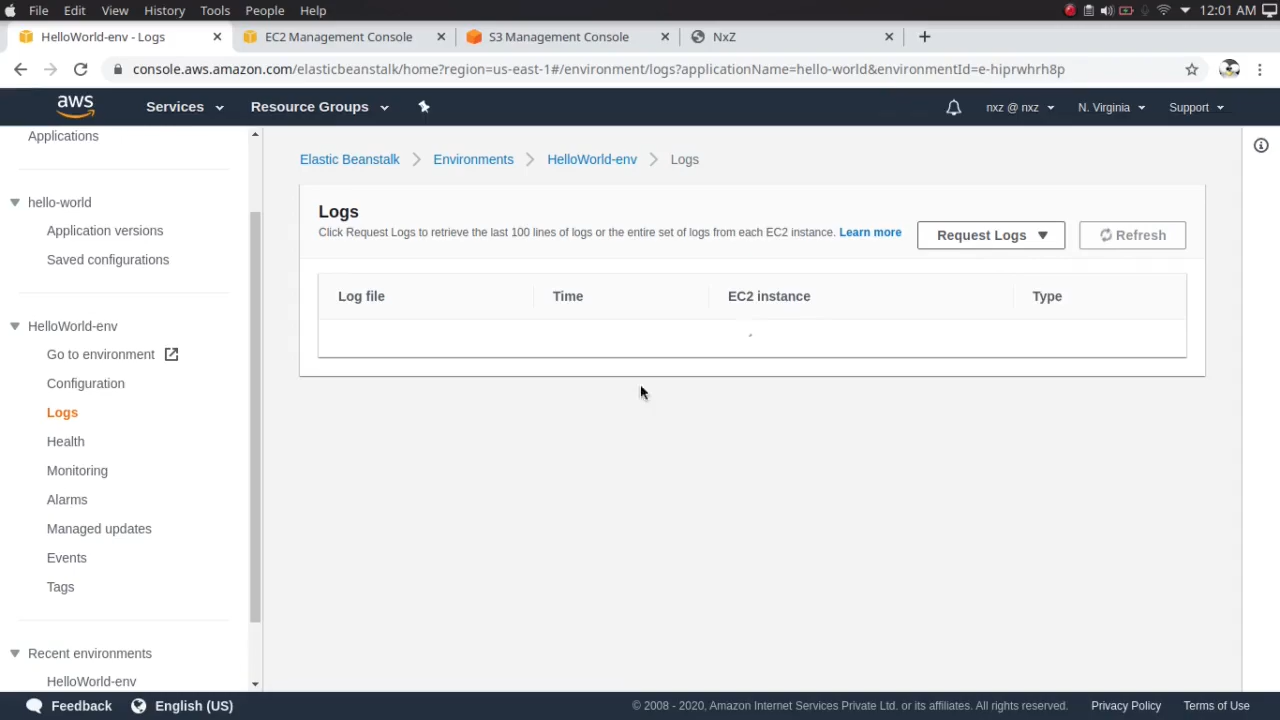 File Edit View History Tools People Help 12:01 AM
HelloWorld-env - Logs EC2 Management Console S3 Management Console NxZ
console.aws.amazon.com/elasticbeanstalk/home?region=us-east-1#/environment/logs?applicationName=hello-world&environmentId=e-hiprwhrh8p
aws Services Resource Groups nxz @ nxz N. Virginia Support
Applications
hello-world
Application versions
Saved configurations
HelloWorld-env
Go to environment
Configuration
Logs
Health
Monitoring
Alarms
Managed updates
Events
Tags
Recent environments
HelloWorld-env
Elastic Beanstalk Environments HelloWorld-env Logs
Logs
Click Request Logs to retrieve the last 100 lines of logs or the entire set of logs from each EC2 instance. Learn more
Request Logs Refresh
Log file Time EC2 instance Type
Feedback English (US) © 2008 - 2020, Amazon Internet Services Private Ltd. or its affiliates. All rights reserved. Privacy Policy Terms of Use